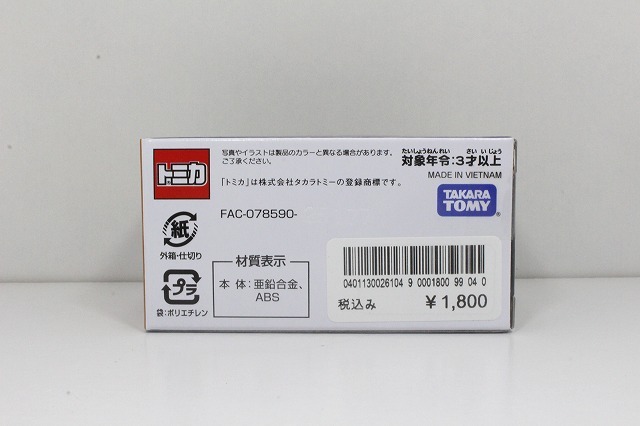 トミカ
写真やイラストは製品のカラーと異なる場合があります。
ご了承ください。
「トミカ」は株式会社タカラトミーの登録商標です。
FAC-078590-
たいしょうねんれい さい いじょう
対象年令:3才以上
MADE IN VIETNAM
TAKARA
TOMY
紙
外箱・仕切り
プラ
袋:ポリエチレン
材質表示
本 体:亜鉛合金、
ABS
0401130026104 9 0001800 99 04 0
税込み ¥1,800